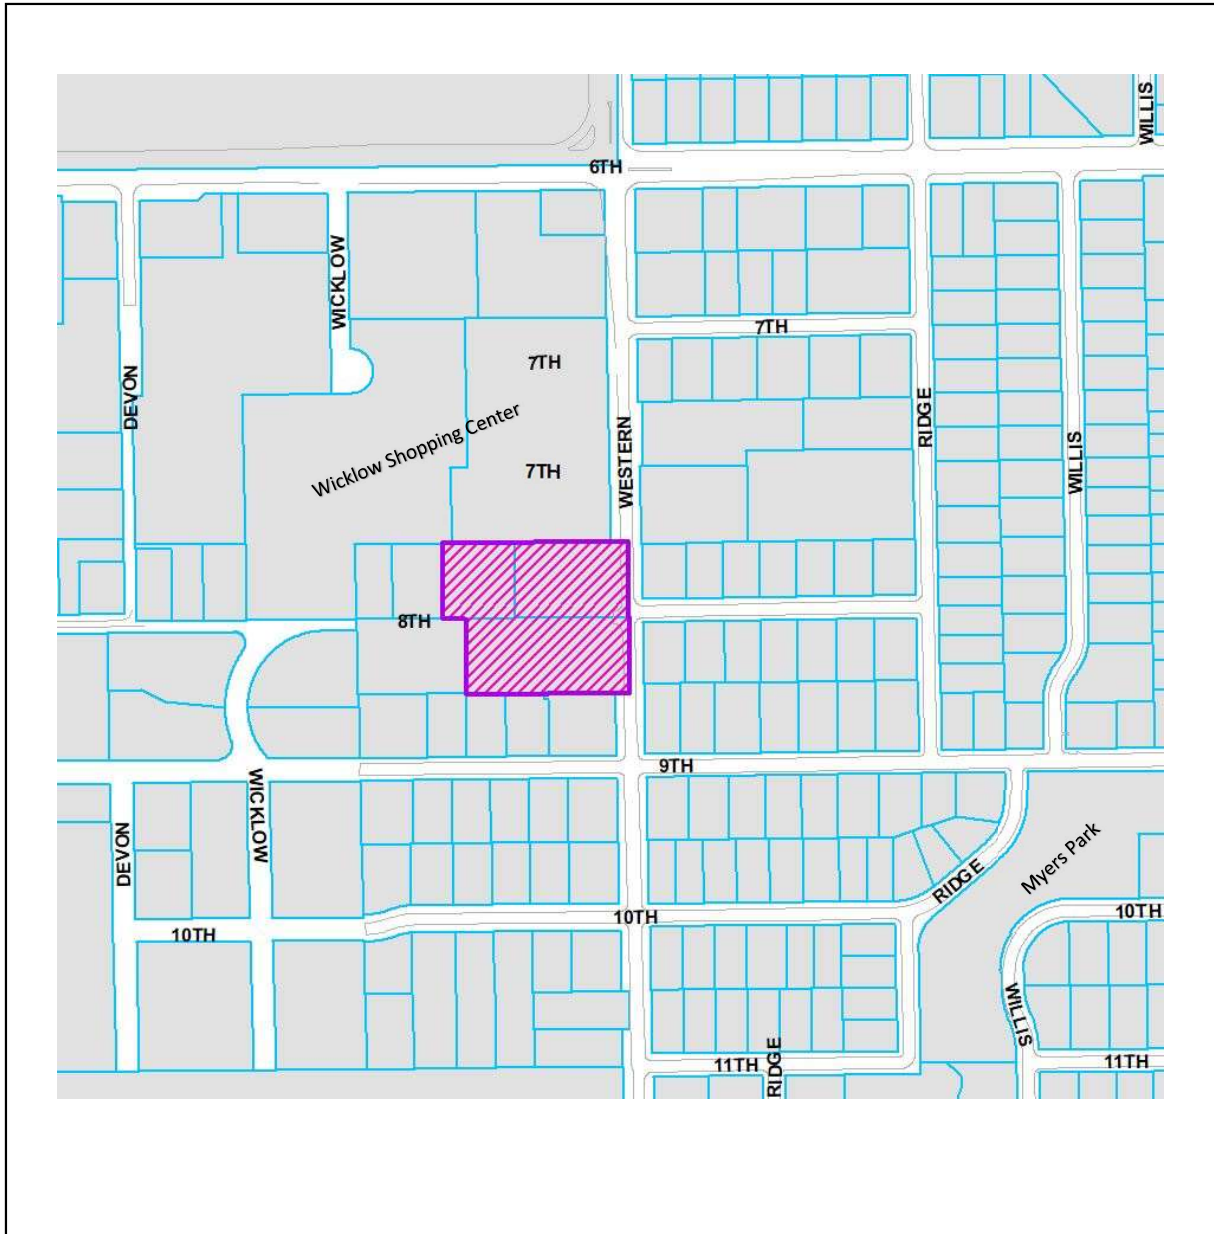 WILLIS
6TH
WICKLOW
7TH
7TH
DEVON
RIDGE
Wicklow Shopping Center
WESTERN
WILLIS
7TH
8TH
9TH
WICKLOW
DEVON
Myers Park
RIDGE
10TH
10TH
10TH
WILLIS
11TH
RIDGE
11TH